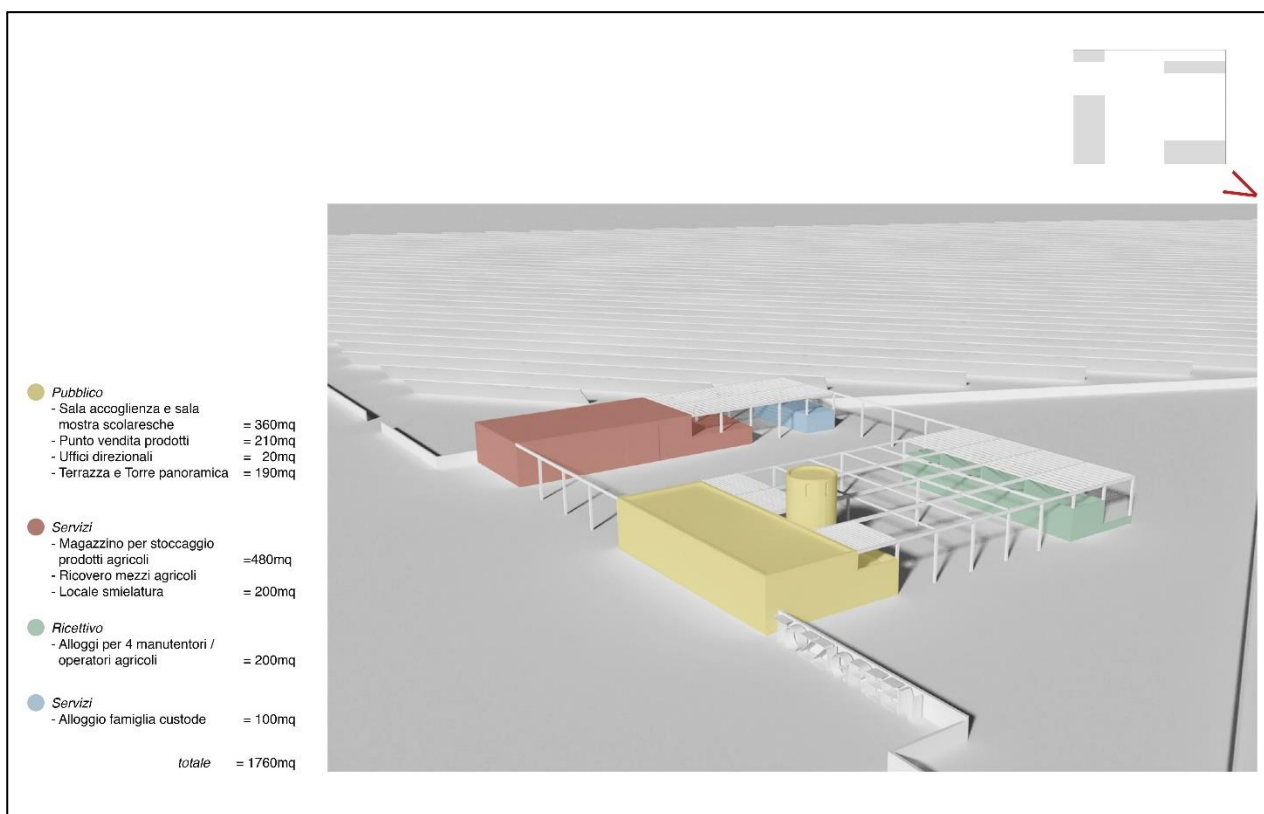 Pubblico
- Sala accoglienza e sala
mostra scolaresche = 360mq
- Punto vendita prodotti = 210mq
- Uffici direzionali = 20mq
- Terrazza e Torre panoramica = 190mq
Servizi
- Magazzino per stoccaggio
prodotti agricoli =480mq
- Ricovero mezzi agricoli
- Locale smielatura = 200mq
Ricettivo
- Alloggi per 4 manutentori /
operatori agricoli = 200mq
Servizi
- Alloggio famiglia custode = 100mq
totale = 1760mq